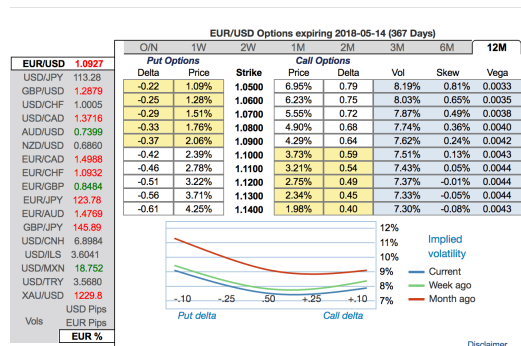 EUR/USD Options expiring 2018-05-14 (367 Days)
O/N 1W 2W 1M 2M 3M 6M 12M
Put Options Call Options
Delta Price Strike Price Delta Vol Skew Vega
EUR/USD 1.0927
USD/JPY 113.28
GBP/USD 1.2879
USD/CHF 1.0005
USD/CAD 1.3716
AUD/USD 0.7399
NZD/USD 0.6860
EUR/CAD 1.4988
EUR/CHF 1.0932
EUR/GBP 0.8484
EUR/JPY 123.78
EUR/AUD 1.4769
GBP/JPY 145.89
USD/CNH 6.8984
USD/ILS 3.6041
USD/MXN 18.752
USD/TRY 3.5680
XAU/USD 1229.8
Vols
USD Pips
EUR Pips
EUR %
-0.22 1.09% 1.0500 6.95% 0.79 8.19% 0.81% 0.0033
-0.25 1.28% 1.0600 6.23% 0.75 8.03% 0.65% 0.0035
-0.29 1.51% 1.0700 5.55% 0.72 7.87% 0.49% 0.0038
-0.33 1.76% 1.0800 4.90% 0.68 7.74% 0.36% 0.0040
-0.37 2.06% 1.0900 4.29% 0.64 7.62% 0.24% 0.0042
-0.42 2.39% 1.1000 3.73% 0.59 7.51% 0.13% 0.0043
-0.46 2.78% 1.1100 3.21% 0.54 7.43% 0.05% 0.0044
-0.51 3.22% 1.1200 2.75% 0.49 7.37% -0.01% 0.0044
-0.56 3.71% 1.1300 2.34% 0.45 7.33% -0.05% 0.0044
-0.61 4.25% 1.1400 1.98% 0.40 7.30% -0.08% 0.0043
12%
11%
10%
9%
8%
7%
-.10 -.25 .50 +.25 +.10
Put delta Call delta
Implied
volatility
Current
Week ago
Month ago
Disclaimer